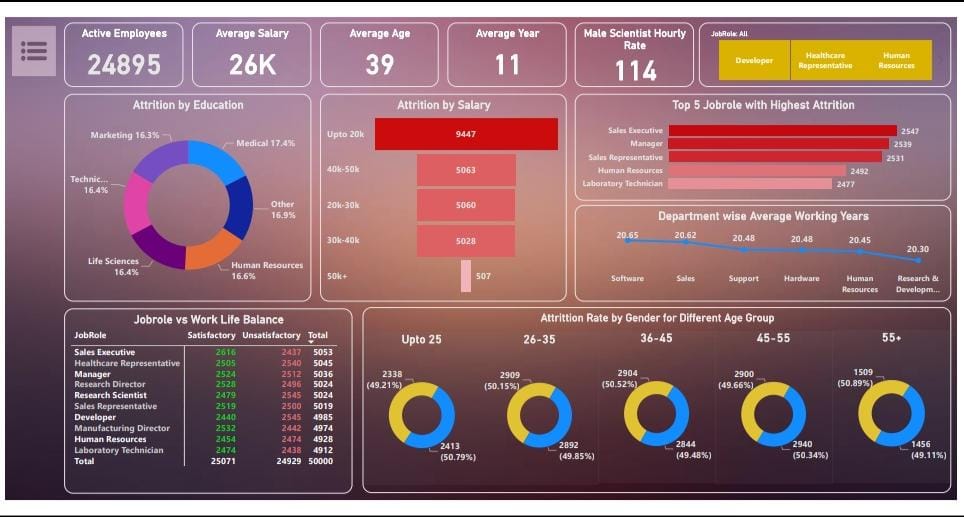 Active Employees
24895
Average Salary
26K
Average Age
39
Average Year
11
Male Scientist Hourly
Rate
114
JobRole: All
Developer
Healthcare
Representative
Human
Resources
Attrition by Education
Marketing 16.3%
Medical 17.4%
Technic...
16.4%
Other
16.9%
Life Sciences
16.4%
Human Resources
16.6%
Attrition by Salary
Upto 20k 9447
40k-50k 5063
20k-30k 5060
30k-40k 5028
50k+ 507
Top 5 Jobrole with Highest Attrition
Sales Executive 2547
Manager 2539
Sales Representative 2531
Human Resources 2492
Laboratory Technician 2477
Department wise Average Working Years
20.65 20.62 20.48 20.48 20.45 20.30
Software Sales Support Hardware Human Research &
Resources Developm...
Jobrole vs Work Life Balance
JobRole Satisfactory Unsatisfactory Total
Sales Executive 2616 2437 5053
Healthcare Representative 2505 2540 5045
Manager 2524 2512 5036
Research Director 2528 2496 5024
Research Scientist 2479 2545 5024
Sales Representative 2519 2500 5019
Developer 2440 2545 4985
Manufacturing Director 2532 2442 4974
Human Resources 2454 2474 4928
Laboratory Technician 2474 2438 4912
Total 25071 24929 50000
Attrittion Rate by Gender for Different Age Group
Upto 25
2338
(49.21%)
2413
(50.79%)
26-35
2909
(50.15%)
2892
(49.85%)
36-45
2904
(50.52%)
2844
(49.48%)
45-55
2900
(49.66%)
2940
(50.34%)
55+
1509
(50.89%)
1456
(49.11%)